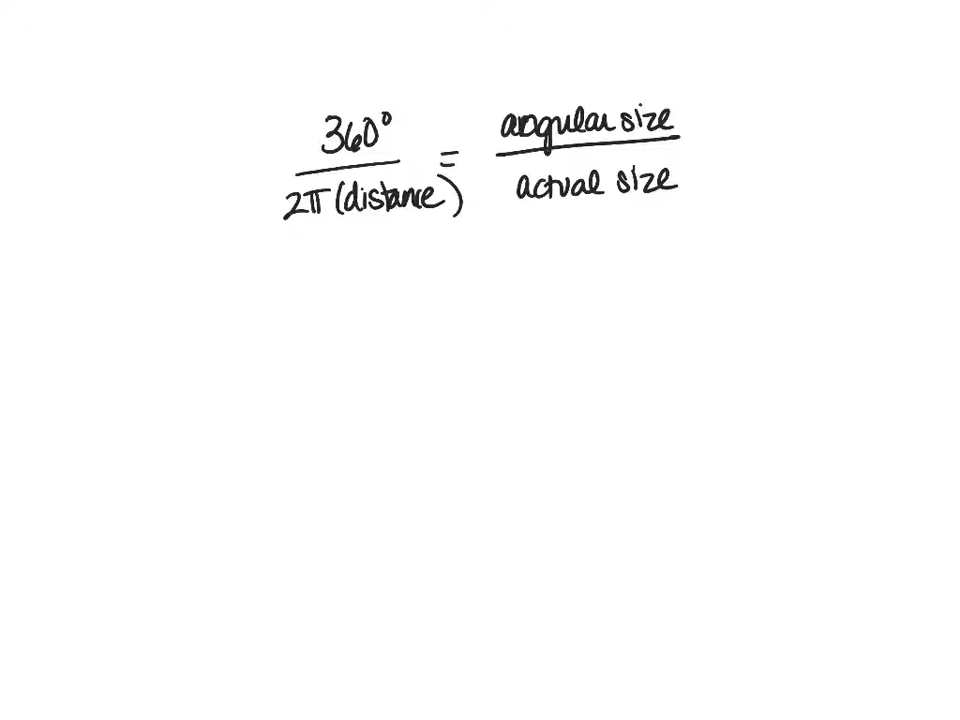 360° = angular size
2π (distance) actual size